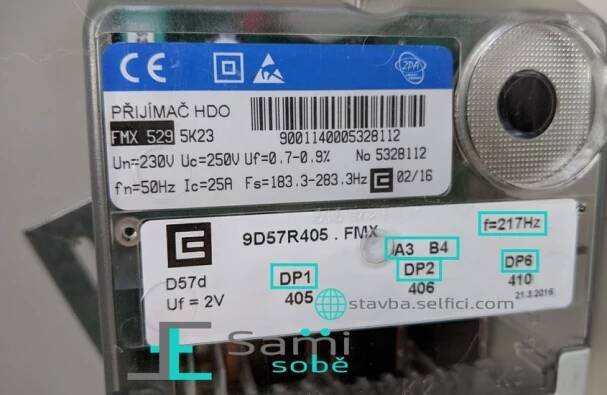 CE
ZPA
PŘIJÍMAČ HDO
FMX 529 5K23
9001140005328112
Un=230V Uc=250V Uf=0.7-0.9% No 5328112
fn=50Hz Ic=25A Fs=183.3-283.3Hz 02/16
f=217Hz
9D57R405.FMX
A3 B4
D57d DP1 DP2 DP6
Uf = 2V 405 406 410
21.3.2016
stavba.selfici.com
Sami
sobě